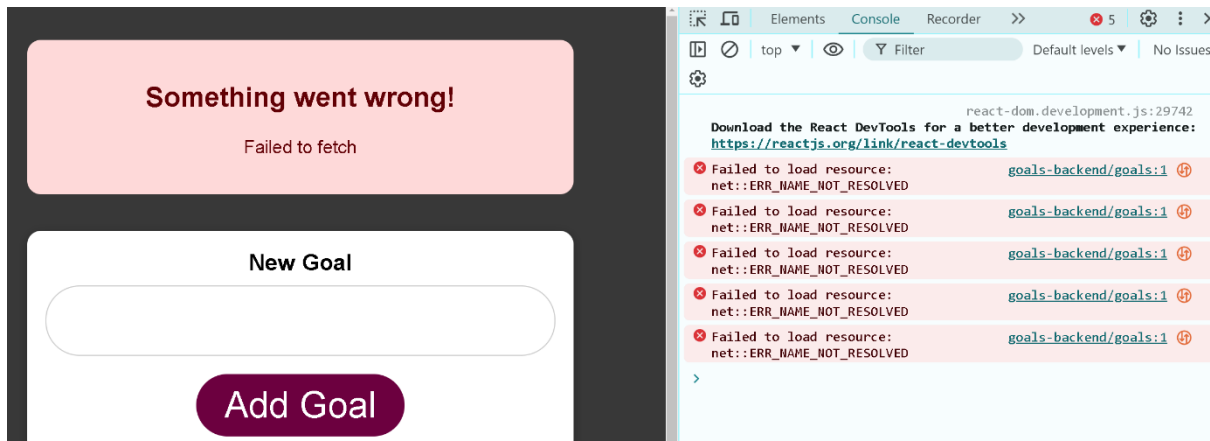 Something went wrong!
Failed to fetch
New Goal
Add Goal
Elements Console Recorder 5
top Filter Default levels No Issues
react-dom.development.js:29742
Download the React DevTools for a better development experience:
https://reactjs.org/link/react-devtools
Failed to load resource: goals-backend/goals:1
net::ERR_NAME_NOT_RESOLVED
Failed to load resource: goals-backend/goals:1
net::ERR_NAME_NOT_RESOLVED
Failed to load resource: goals-backend/goals:1
net::ERR_NAME_NOT_RESOLVED
Failed to load resource: goals-backend/goals:1
net::ERR_NAME_NOT_RESOLVED
Failed to load resource: goals-backend/goals:1
net::ERR_NAME_NOT_RESOLVED